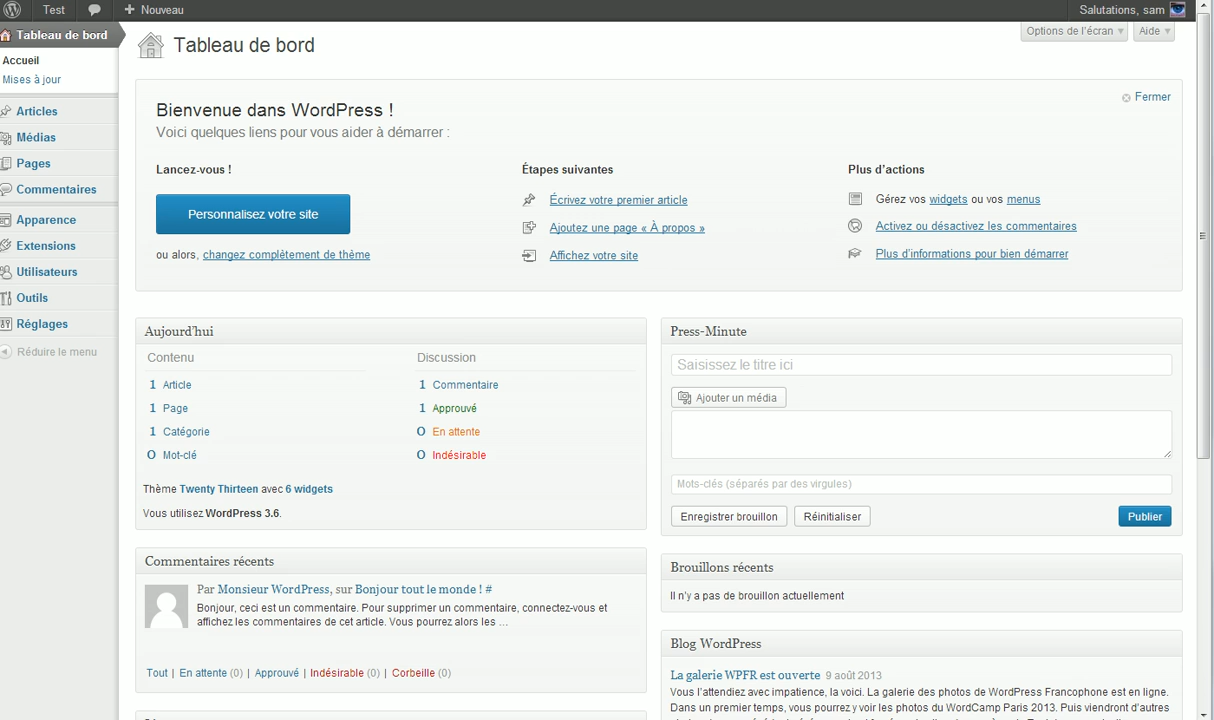 Test
Nouveau
Salutations, sam
Tableau de bord
Accueil
Mises à jour
Articles
Médias
Pages
Commentaires
Apparence
Extensions
Utilisateurs
Outils
Réglages
Réduire le menu
Options de l'écran
Aide
Tableau de bord
Bienvenue dans WordPress !
Fermer
Voici quelques liens pour vous aider à démarrer :
Lancez-vous !
Personnalisez votre site
ou alors, changez complètement de thème
Étapes suivantes
Écrivez votre premier article
Ajoutez une page « À propos »
Affichez votre site
Plus d'actions
Gérez vos widgets ou vos menus
Activez ou désactivez les commentaires
Plus d'informations pour bien démarrer
Aujourd'hui
Contenu
1 Article
1 Page
1 Catégorie
0 Mot-clé
Discussion
1 Commentaire
1 Approuvé
0 En attente
0 Indésirable
Thème Twenty Thirteen avec 6 widgets
Vous utilisez WordPress 3.6.
Commentaires récents
Par Monsieur WordPress, sur Bonjour tout le monde ! #
Bonjour, ceci est un commentaire. Pour supprimer un commentaire, connectez-vous et
affichez les commentaires de cet article. Vous pourrez alors les …
Tout | En attente (0) | Approuvé | Indésirable (0) | Corbeille (0)
Press-Minute
Saisissez le titre ici
Ajouter un média
Mots-clés (séparés par des virgules)
Enregistrer brouillon
Réinitialiser
Publier
Brouillons récents
Il n'y a pas de brouillon actuellement
Blog WordPress
La galerie WPFR est ouverte 9 août 2013
Vous l'attendiez avec impatience, la voici. La galerie des photos de WordPress Francophone est en ligne.
Dans un premier temps, vous pourrez y voir les photos du WordCamp Paris 2013. Puis viendront d'autres